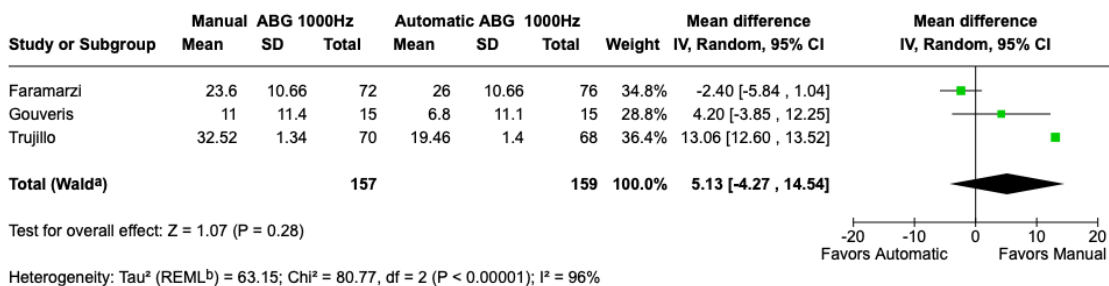 Manual ABG 1000Hz Automatic ABG 1000Hz Mean difference Mean difference
Study or Subgroup Mean SD Total Mean SD Total Weight IV, Random, 95% CI IV, Random, 95% CI
Faramarzi 23.6 10.66 72 26 10.66 76 34.8% -2.40 [-5.84 , 1.04]
Gouveris 11 11.4 15 6.8 11.1 15 28.8% 4.20 [-3.85 , 12.25]
Trujillo 32.52 1.34 70 19.46 1.4 68 36.4% 13.06 [12.60 , 13.52]
Total (Waldᵃ) 157 159 100.0% 5.13 [-4.27 , 14.54]
Test for overall effect: Z = 1.07 (P = 0.28)
-20 -10 0 10 20
Favors Automatic Favors Manual
Heterogeneity: Tau² (REMLᵇ) = 63.15; Chi² = 80.77, df = 2 (P < 0.00001); I² = 96%